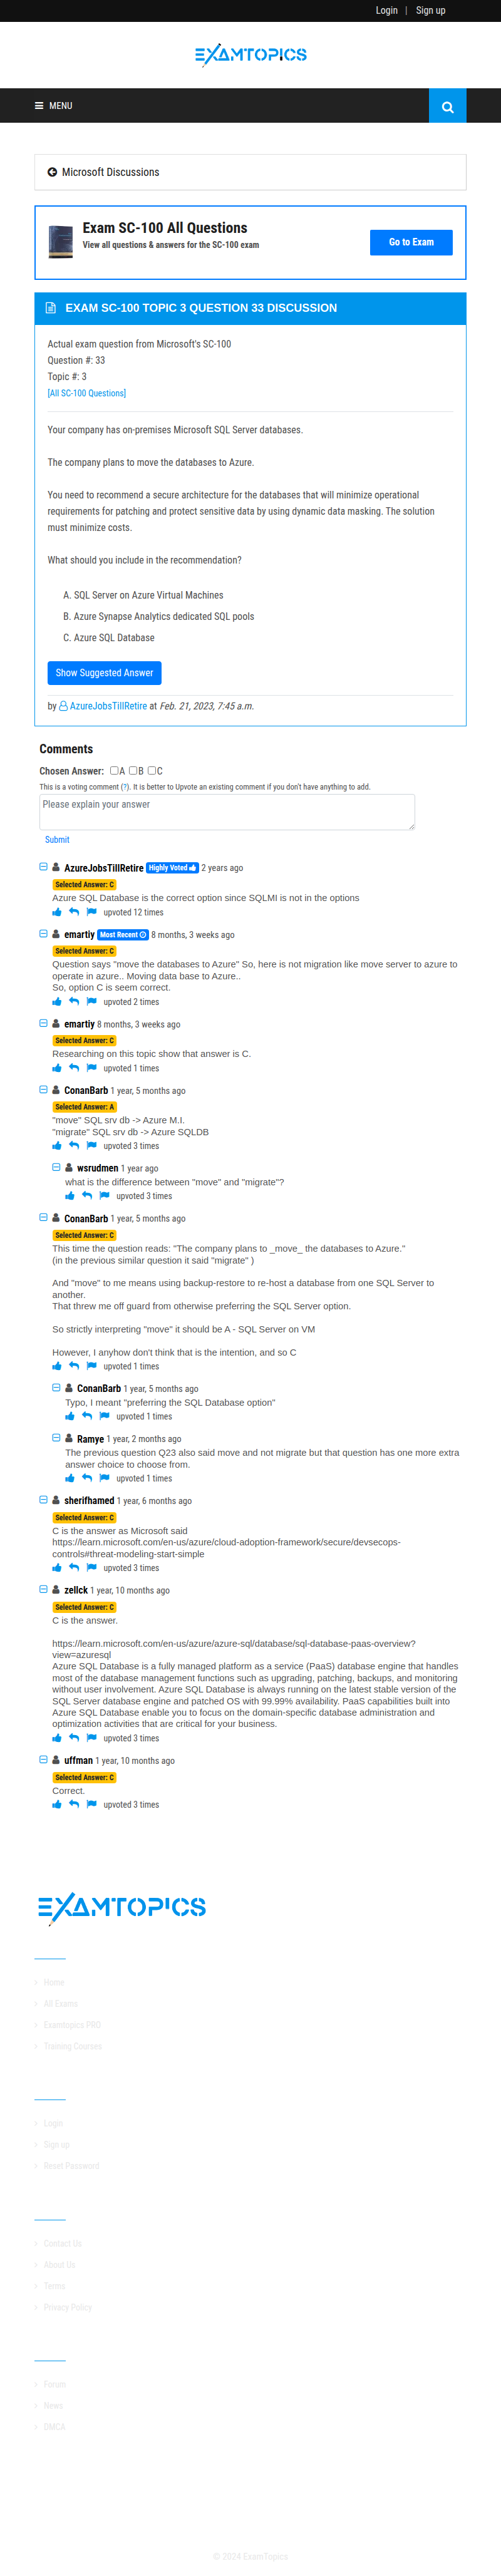 Login | Sign up
EXAMTOPICS
MENU
Microsoft Discussions
Exam SC-100 All Questions
View all questions & answers for the SC-100 exam
Go to Exam
EXAM SC-100 TOPIC 3 QUESTION 33 DISCUSSION
Actual exam question from Microsoft's SC-100
Question #: 33
Topic #: 3
[All SC-100 Questions]
Your company has on-premises Microsoft SQL Server databases.
The company plans to move the databases to Azure.
You need to recommend a secure architecture for the databases that will minimize operational
requirements for patching and protect sensitive data by using dynamic data masking. The solution
must minimize costs.
What should you include in the recommendation?
A. SQL Server on Azure Virtual Machines
B. Azure Synapse Analytics dedicated SQL pools
C. Azure SQL Database
Show Suggested Answer
by AzureJobsTillRetire at Feb. 21, 2023, 7:45 a.m.
Comments
Chosen Answer: A B C
This is a voting comment (?). It is better to Upvote an existing comment if you don't have anything to add.
Please explain your answer
Submit
AzureJobsTillRetire Highly Voted 2 years ago
Selected Answer: C
Azure SQL Database is the correct option since SQLMI is not in the options
upvoted 12 times
emartiy Most Recent 8 months, 3 weeks ago
Selected Answer: C
Question says "move the databases to Azure" So, here is not migration like move server to azure to
operate in azure.. Moving data base to Azure..
So, option C is seem correct.
upvoted 2 times
emartiy 8 months, 3 weeks ago
Selected Answer: C
Researching on this topic show that answer is C.
upvoted 1 times
ConanBarb 1 year, 5 months ago
Selected Answer: A
"move" SQL srv db -> Azure M.I.
"migrate" SQL srv db -> Azure SQLDB
upvoted 3 times
wsrudmen 1 year ago
what is the difference between "move" and "migrate"?
upvoted 3 times
ConanBarb 1 year, 5 months ago
Selected Answer: C
This time the question reads: "The company plans to _move_ the databases to Azure."
(in the previous similar question it said "migrate" )
And "move" to me means using backup-restore to re-host a database from one SQL Server to
another.
That threw me off guard from otherwise preferring the SQL Server option.
So strictly interpreting "move" it should be A - SQL Server on VM
However, I anyhow don't think that is the intention, and so C
upvoted 1 times
ConanBarb 1 year, 5 months ago
Typo, I meant "preferring the SQL Database option"
upvoted 1 times
Ramye 1 year, 2 months ago
The previous question Q23 also said move and not migrate but that question has one more extra
answer choice to choose from.
upvoted 1 times
sherifhamed 1 year, 6 months ago
Selected Answer: C
C is the answer as Microsoft said
https://learn.microsoft.com/en-us/azure/cloud-adoption-framework/secure/devsecops-
controls#threat-modeling-start-simple
upvoted 3 times
zellck 1 year, 10 months ago
Selected Answer: C
C is the answer.
https://learn.microsoft.com/en-us/azure/azure-sql/database/sql-database-paas-overview?
view=azuresql
Azure SQL Database is a fully managed platform as a service (PaaS) database engine that handles
most of the database management functions such as upgrading, patching, backups, and monitoring
without user involvement. Azure SQL Database is always running on the latest stable version of the
SQL Server database engine and patched OS with 99.99% availability. PaaS capabilities built into
Azure SQL Database enable you to focus on the domain-specific database administration and
optimization activities that are critical for your business.
upvoted 3 times
uffman 1 year, 10 months ago
Selected Answer: C
Correct.
upvoted 3 times
EXAMTOPICS
Home
All Exams
Examtopics PRO
Training Courses
Login
Sign up
Reset Password
Contact Us
About Us
Terms
Privacy Policy
Forum
News
DMCA
© 2024 ExamTopics